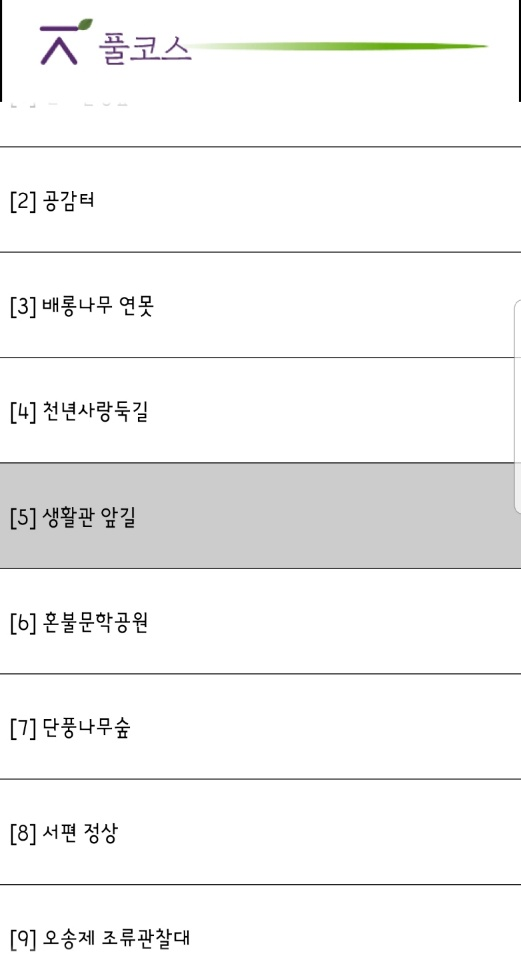 풀코스
[2] 공감터
[3] 배롱나무 연못
[4] 천년사랑둑길
[5] 생활관 앞길
[6] 혼불문학공원
[7] 단풍나무숲
[8] 서편 정상
[9] 오송제 조류관찰대